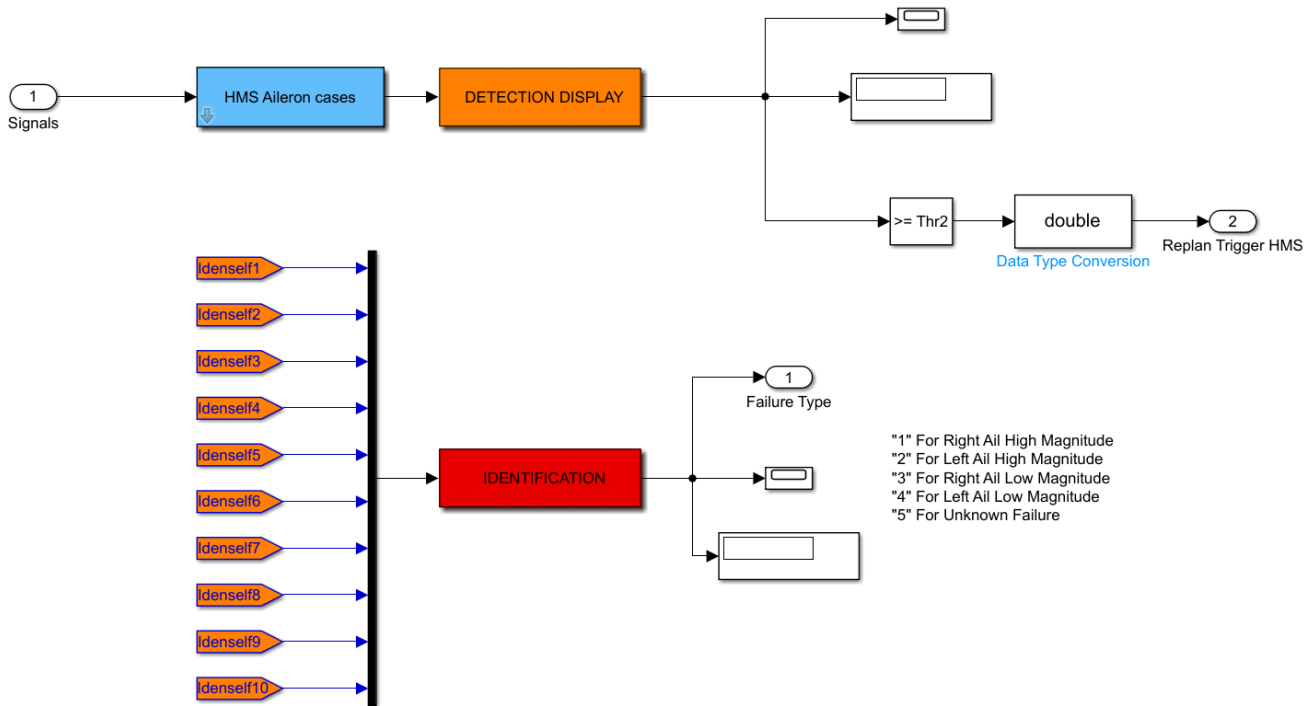 1
Signals
HMS Aileron cases
DETECTION DISPLAY
>= Thr2
double
Data Type Conversion
2
Replan Trigger HMS
Idenself1
Idenself2
Idenself3
Idenself4
Idenself5
Idenself6
Idenself7
Idenself8
Idenself9
Idenself10
IDENTIFICATION
1
Failure Type
"1" For Right Ail High Magnitude
"2" For Left Ail High Magnitude
"3" For Right Ail Low Magnitude
"4" For Left Ail Low Magnitude
"5" For Unknown Failure